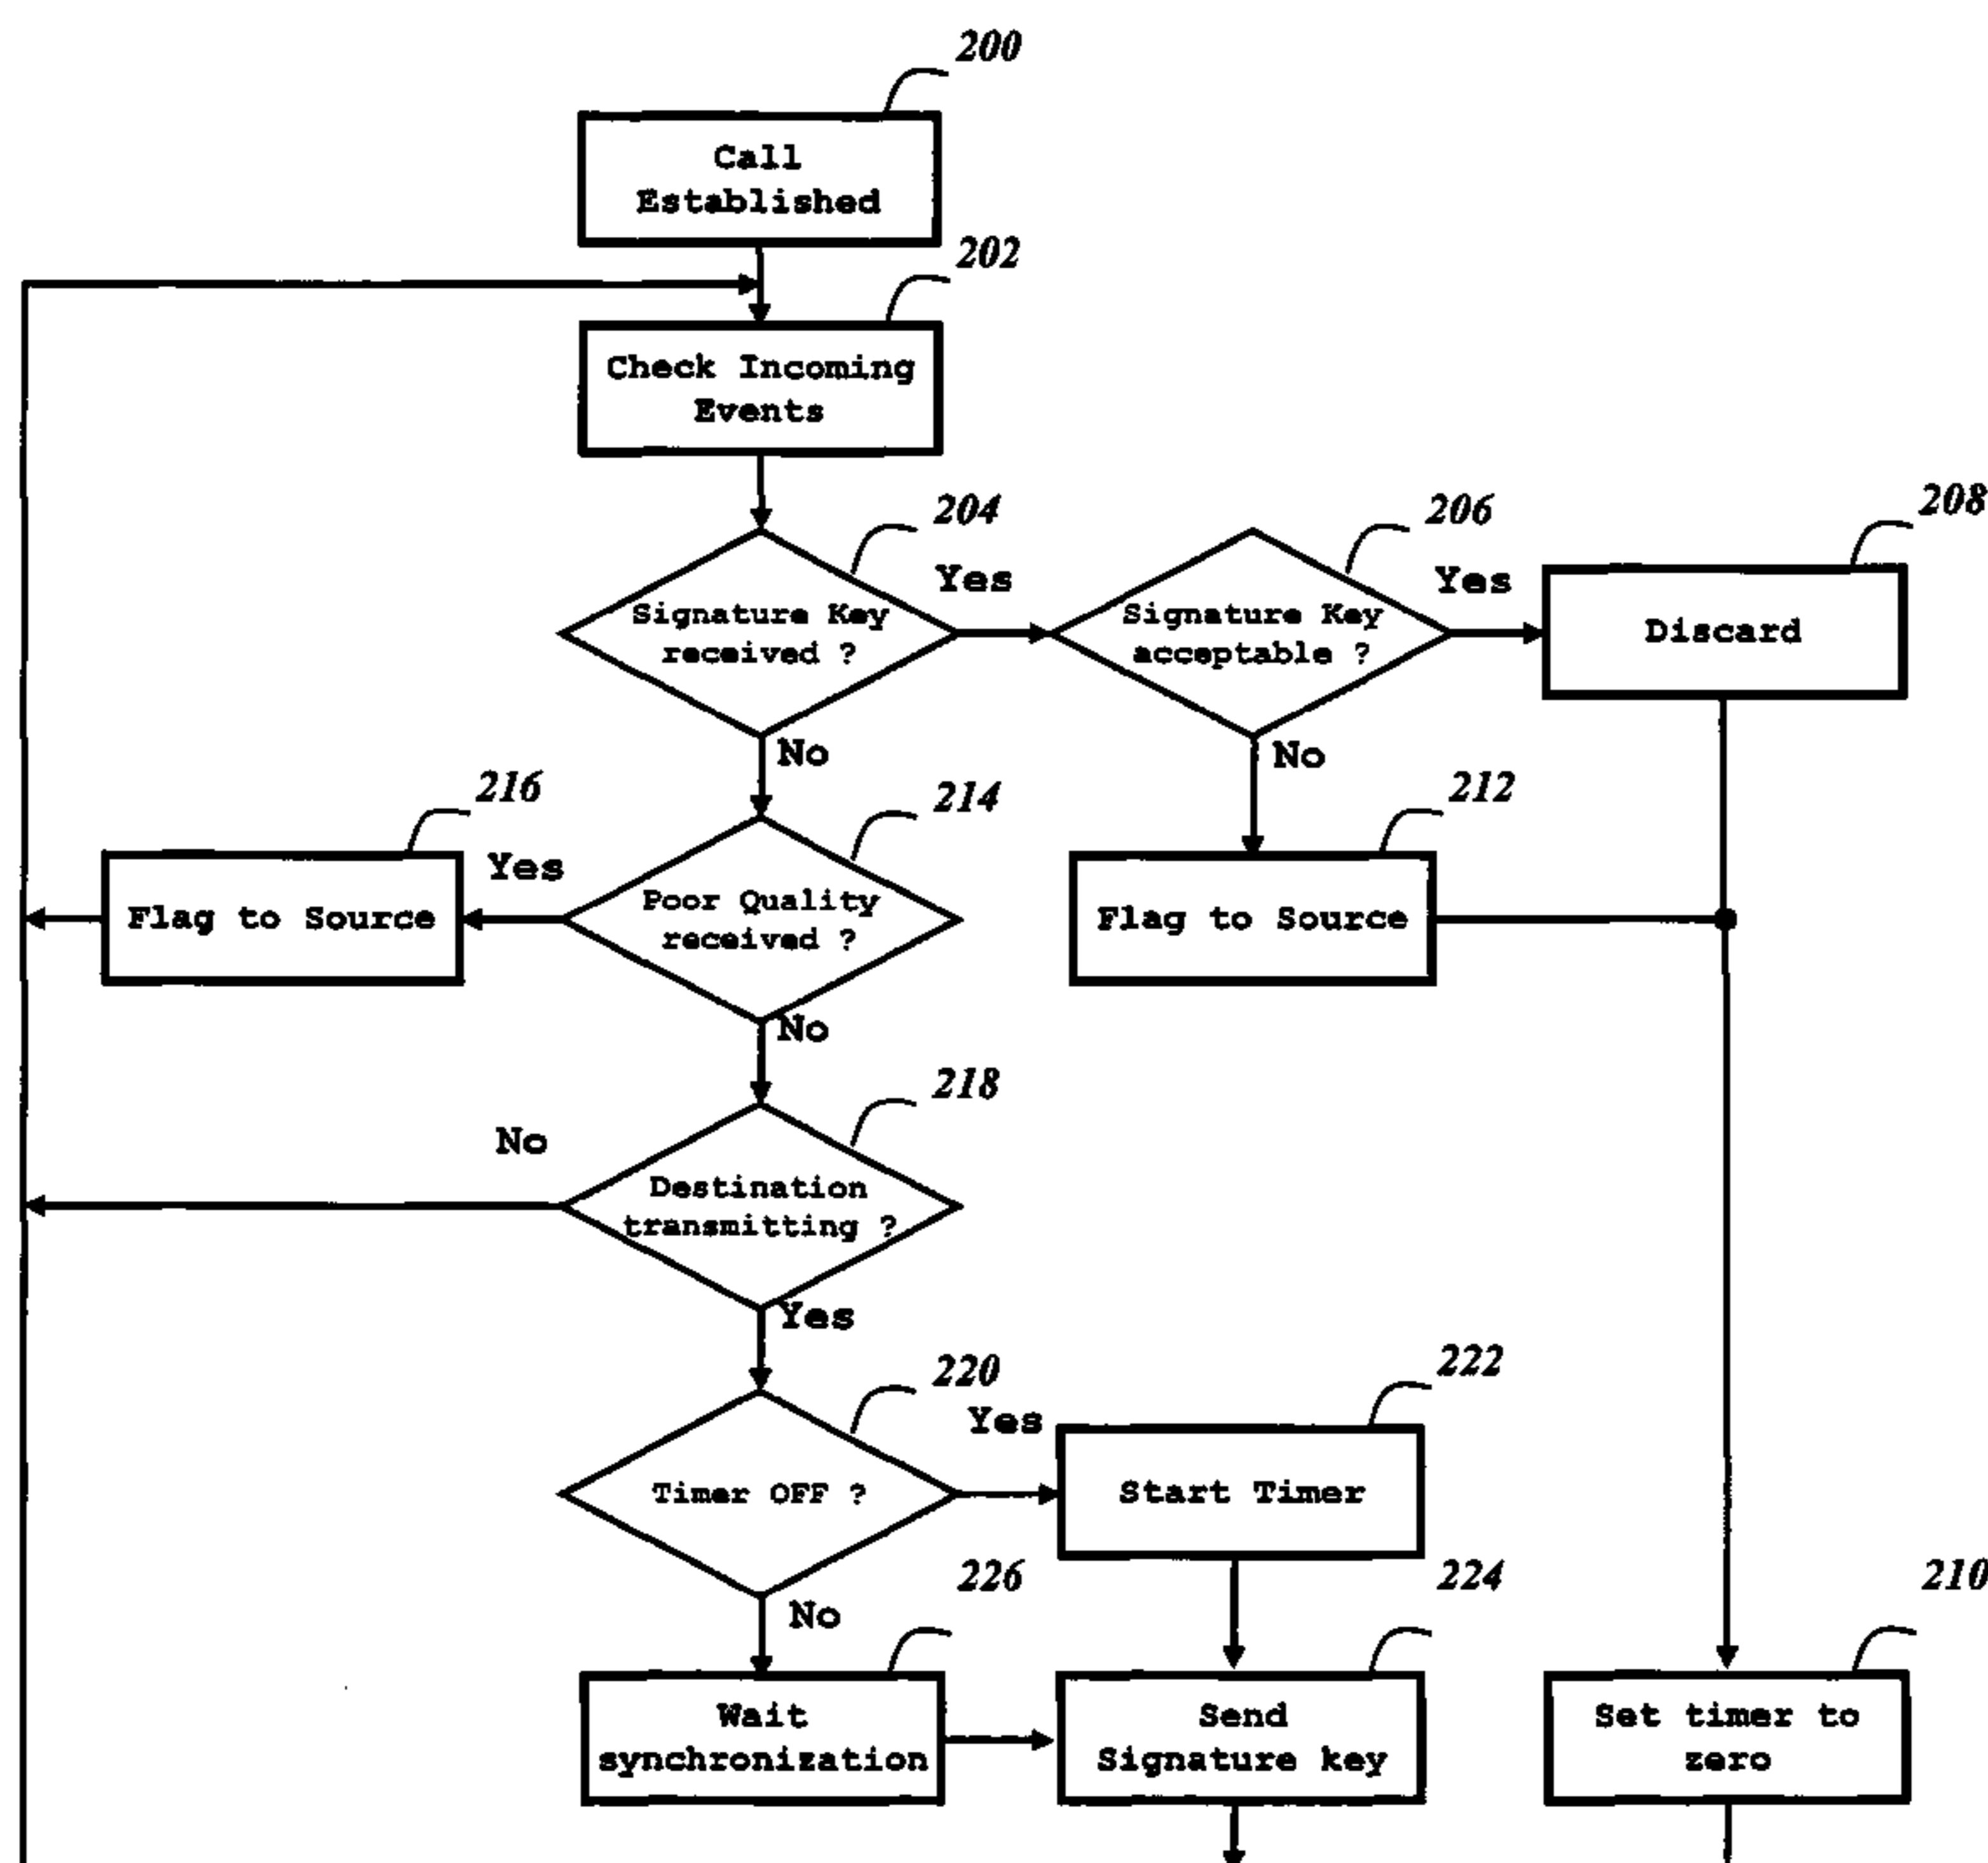 200
Call
Established
202
Check Incoming
Events
204
Signature Key
received ?
Yes
206
Signature Key
acceptable ?
Yes
208
Discard
No
No
216
Flag to Source
Yes
214
Poor Quality
received ?
212
Flag to Source
No
218
No
Destination
transmitting ?
Yes
220
Timer OFF ?
Yes
222
Start Timer
No
226
Wait
synchronization
224
Send
Signature key
210
Set timer to
zero